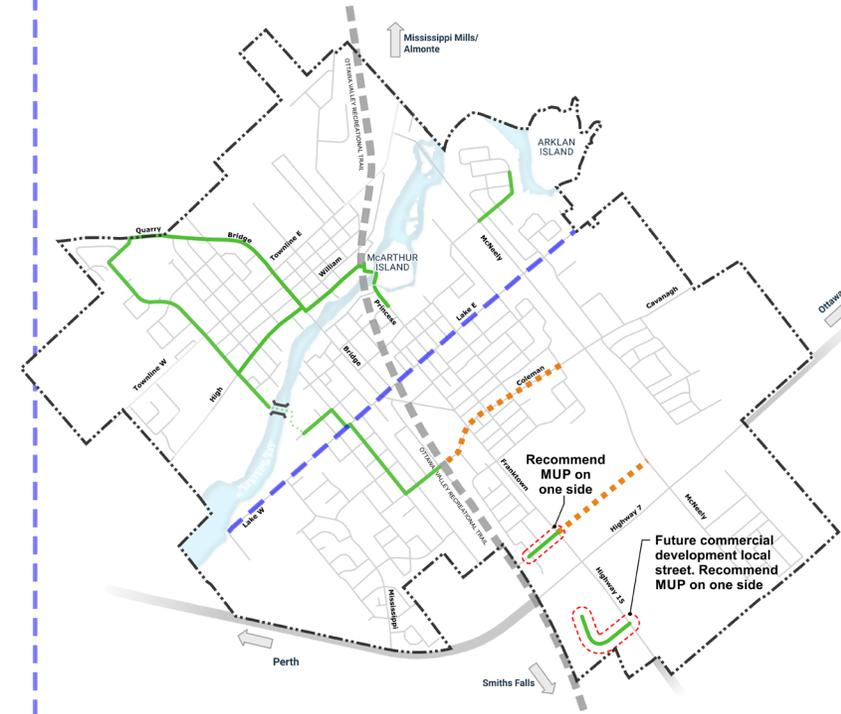 Mississippi Mills/
Almonte
OTTAWA VALLEY RECREATIONAL TRAIL
ARKLAN
ISLAND
Quarry
Bridge
Townline E
William
McARTHUR
ISLAND
McNeely
Princess
Lake E
Cavanagh
Ottawa
Bridge
Townline W
High
Coleman
Recommend
MUP on
one side
Franktown
OTTAWA VALLEY RECREATIONAL TRAIL
Lake W
McNeely
Highway 7
Future commercial
development local
street. Recommend
MUP on one side
Highway 15
Mississippi
Perth
Smiths Falls